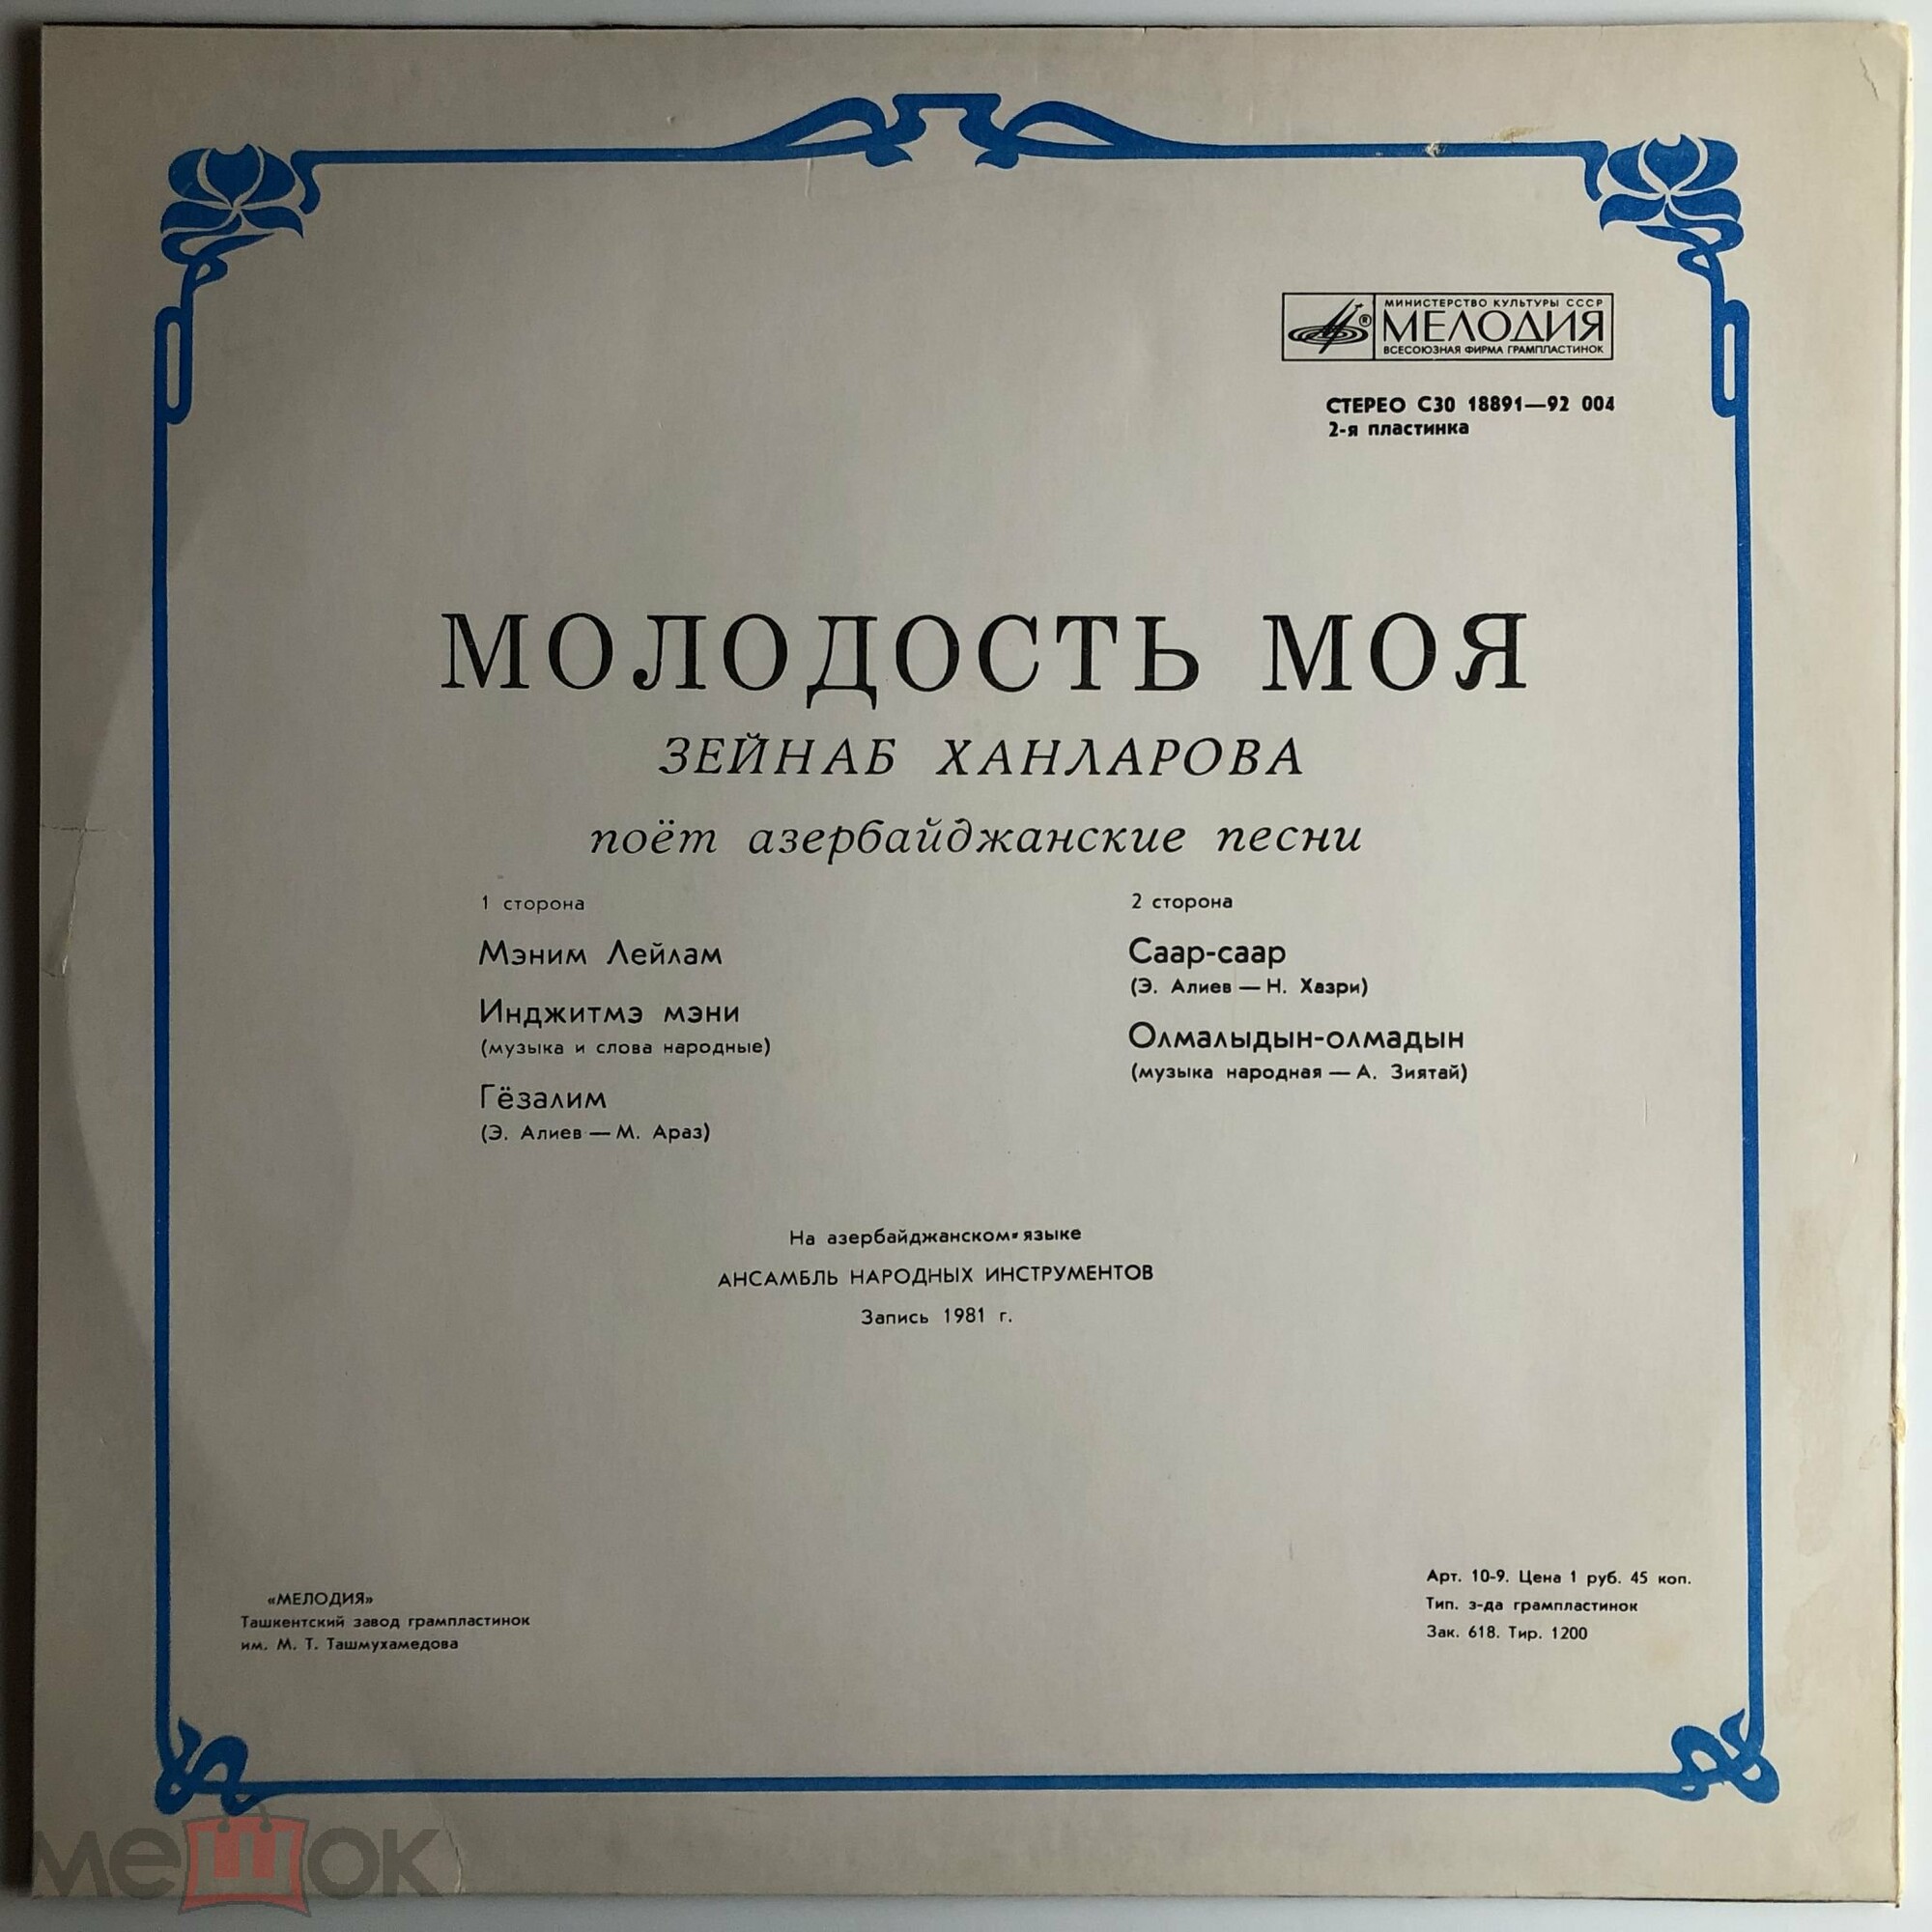 МИНИСТЕРСТВО КУЛЬТУРЫ СССР
МЕЛОДИЯ
ВСЕСОЮЗНАЯ ФИРМА ГРАМПЛАСТИНОК
СТЕРЕО С30 18891—92 004
2-я пластинка
МОЛОДОСТЬ МОЯ
ЗЕЙНАБ ХАНЛАРОВА
поёт азербайджанские песни
1 сторона
Мэним Лейлам
Инджитмэ мэни
(музыка и слова народные)
Гёзалим
(Э. Алиев — М. Араз)
2 сторона
Саар-саар
(Э. Алиев — Н. Хазри)
Олмалыдын-олмадын
(музыка народная — А. Зиятай)
На азербайджанском языке
АНСАМБЛЬ НАРОДНЫХ ИНСТРУМЕНТОВ
Запись 1981 г.
«МЕЛОДИЯ»
Ташкентский завод грампластинок
им. М. Т. Ташмухамедова
Арт. 10-9. Цена 1 руб. 45 коп.
Тип. з-да грампластинок
Зак. 618. Тир. 1200
мешок